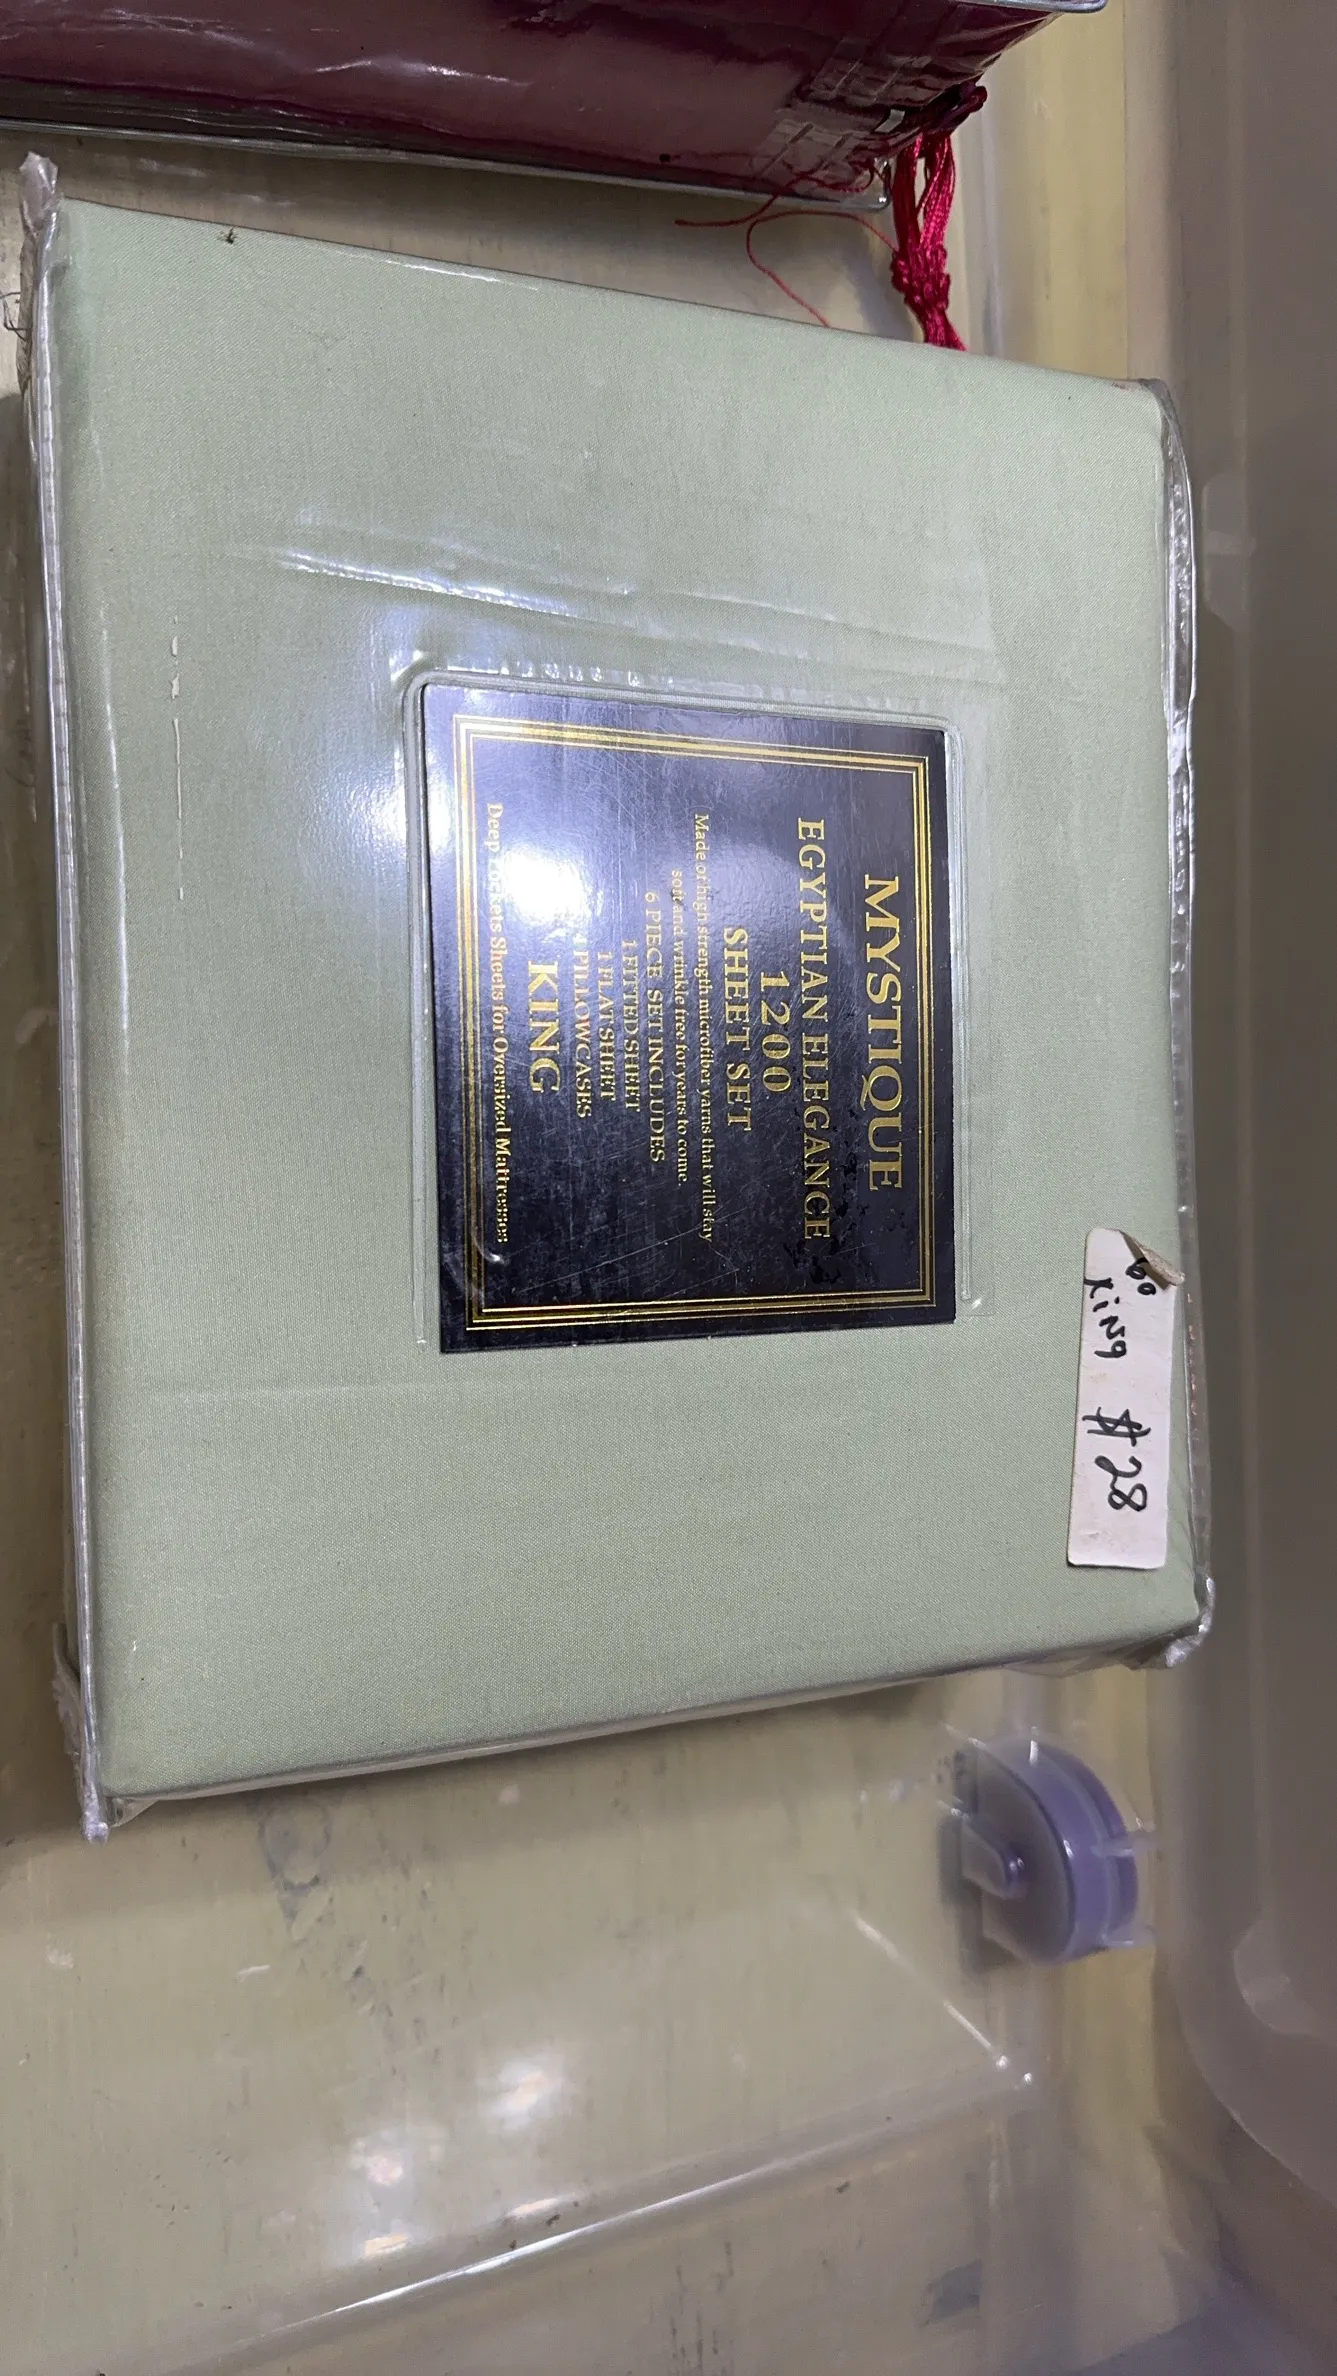 MYSTIQUE
EGYPTIAN ELEGANCE
1200
SHEET SET
Made of high strength microfiber yarns that will stay
soft and wrinkle free for years to come.
6 PIECE SET INCLUDES
1 FITTED SHEET
1 FLAT SHEET
4 PILLOWCASES
KING
Deep Pockets Sheets for Oversized Mattresses
King $28